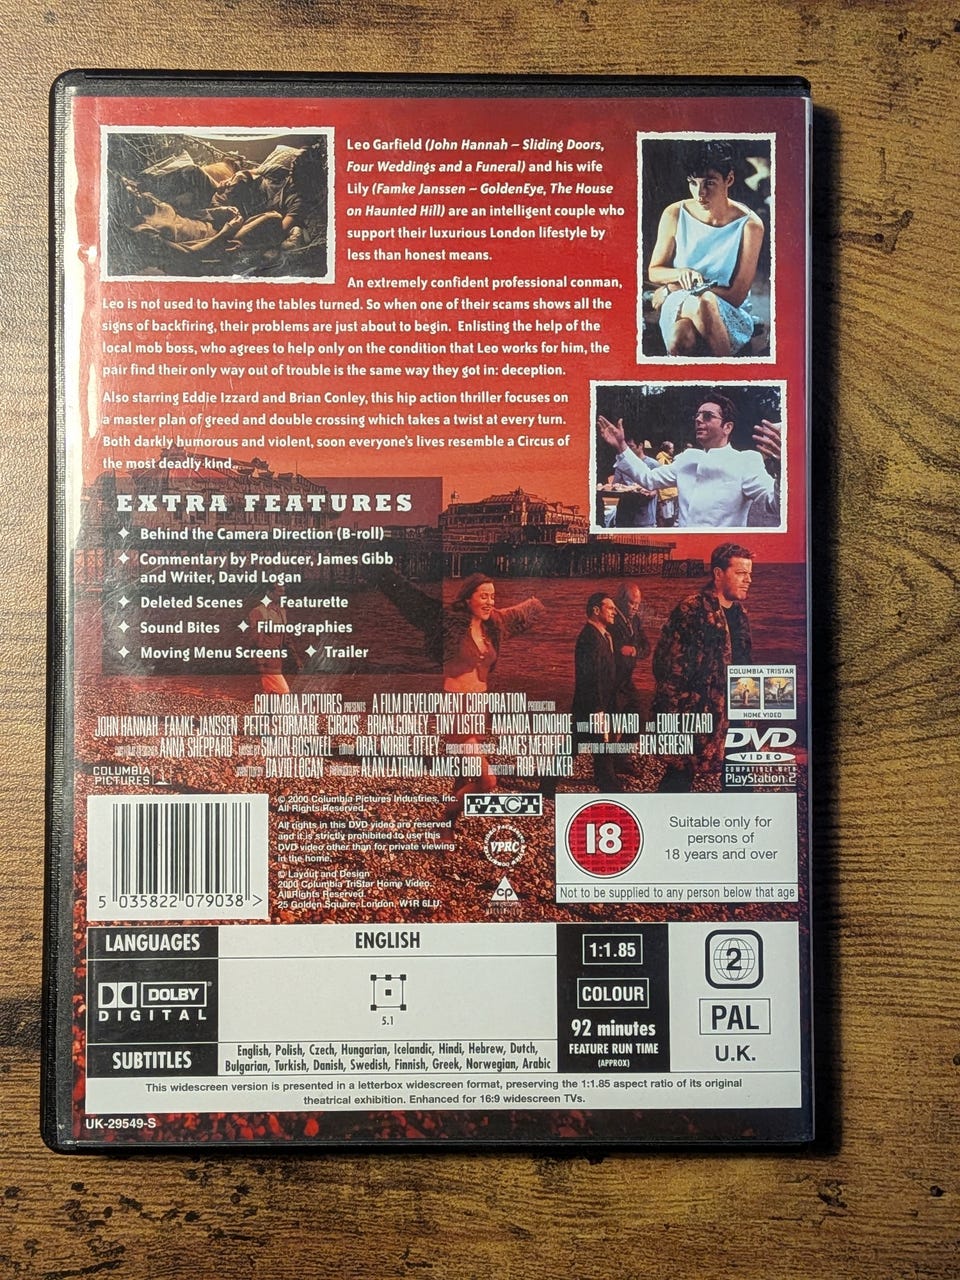 Leo Garfield (John Hannah – Sliding Doors,
Four Weddings and a Funeral) and his wife
Lily (Famke Janssen – GoldenEye, The House
on Haunted Hill) are an intelligent couple who
support their luxurious London lifestyle by
less than honest means.
An extremely confident professional conman,
Leo is not used to having the tables turned. So when one of their scams shows all the
signs of backfiring, their problems are just about to begin. Enlisting the help of the
local mob boss, who agrees to help only on the condition that Leo works for him, the
pair find their only way out of trouble is the same way they got in: deception.
Also starring Eddie Izzard and Brian Conley, this hip action thriller focuses on
a master plan of greed and double crossing which takes a twist at every turn.
Both darkly humorous and violent, soon everyone's lives resemble a Circus of
the most deadly kind..
EXTRA FEATURES
✦ Behind the Camera Direction (B-roll)
✦ Commentary by Producer, James Gibb
and Writer, David Logan
✦ Deleted Scenes ✦ Featurette
✦ Sound Bites ✦ Filmographies
✦ Moving Menu Screens ✦ Trailer
COLUMBIA TRISTAR
HOME VIDEO
COLUMBIA PICTURES PRESENTS A FILM DEVELOPMENT CORPORATION PRODUCTION
JOHN HANNAH FAMKE JANSSEN PETER STORMARE CIRCUS BRIAN CONLEY TINY LISTER AMANDA DONOHOE WITH FRED WARD AND EDDIE IZZARD
COSTUME DESIGNER ANNA SHEPPARD MUSIC BY SIMON BOSWELL EDITOR ORAL NORRIE OTTEY PRODUCTION DESIGNER JAMES MERIFIELD DIRECTOR OF PHOTOGRAPHY BEN SERESIN
WRITTEN BY DAVID LOGAN PRODUCED BY ALAN LATHAM & JAMES GIBB DIRECTED BY ROB WALKER
COLUMBIA
PICTURES
DVD
VIDEO
COMPATIBLE WITH
PlayStation 2
5 035822 079038 >
© 2000 Columbia Pictures Industries, Inc.
All Rights Reserved.
All rights in this DVD video are reserved
and it is strictly prohibited to use this
DVD video other than for private viewing
in the home.
© Layout and Design
2000 Columbia TriStar Home Video.
All Rights Reserved
25 Golden Square, London, W1R 6LU.
FACT
VPRC
cp
18
Suitable only for
persons of
18 years and over
Not to be supplied to any person below that age
LANGUAGES
ENGLISH
DOLBY
DIGITAL
5.1
SUBTITLES
English, Polish, Czech, Hungarian, Icelandic, Hindi, Hebrew, Dutch,
Bulgarian, Turkish, Danish, Swedish, Finnish, Greek, Norwegian, Arabic
1:1.85
COLOUR
92 minutes
FEATURE RUN TIME
(APPROX)
2
PAL
U.K.
This widescreen version is presented in a letterbox widescreen format, preserving the 1:1.85 aspect ratio of its original
theatrical exhibition. Enhanced for 16:9 widescreen TVs.
UK-29549-S